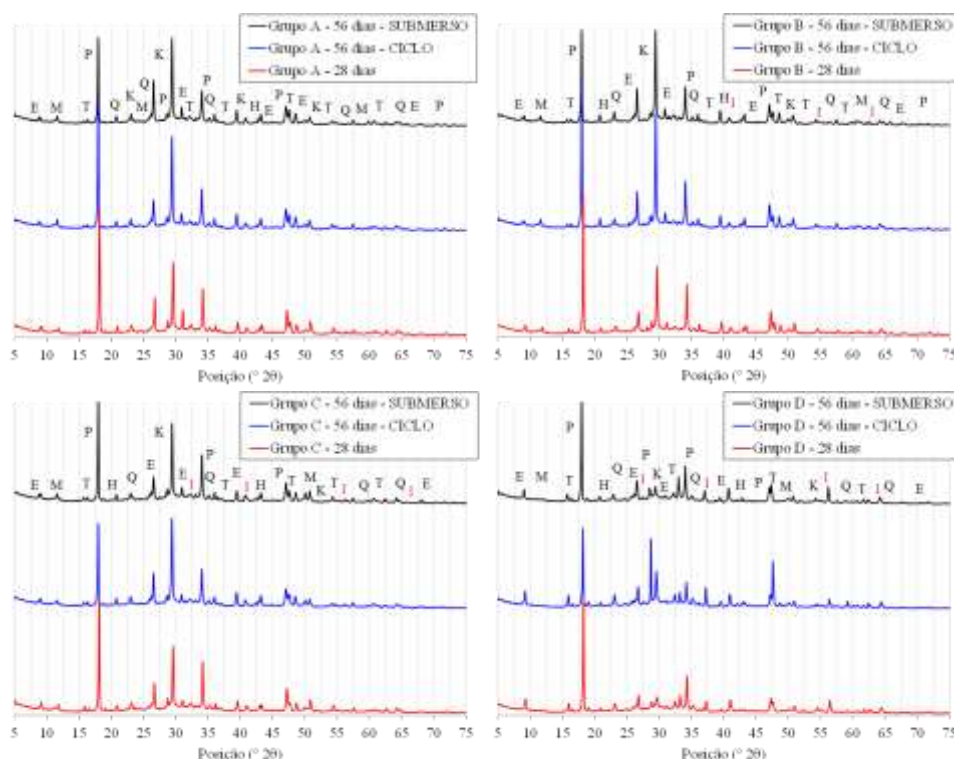 Grupo A - 56 dias - SUBMERSO
Grupo A - 56 dias - CICLO
Grupo A - 28 dias
P
K
Q
K
P
E
P
E M T Q M T Q T K H E P T E K T Q M T Q E P
5 10 15 20 25 30 35 40 45 50 55 60 65 70 75
Posição (° 2θ)
Grupo B - 56 dias - SUBMERSO
Grupo B - 56 dias - CICLO
Grupo B - 28 dias
P
K
E
P
E M T H Q E Q T H I E P T K T I Q T M I Q E P
5 10 15 20 25 30 35 40 45 50 55 60 65 70 75
Posição (° 2θ)
Grupo C - 56 dias - SUBMERSO
Grupo C - 56 dias - CICLO
Grupo C - 28 dias
P
K
P
E M T H Q E E I Q T E I H P T M K T I Q T Q I E
5 10 15 20 25 30 35 40 45 50 55 60 65 70 75
Posição (° 2θ)
Grupo D - 56 dias - SUBMERSO
Grupo D - 56 dias - CICLO
Grupo D - 28 dias
P
P
P
E M T H Q E I K E T Q I E H P T M K I Q T I Q E
5 10 15 20 25 30 35 40 45 50 55 60 65 70 75
Posição (° 2θ)